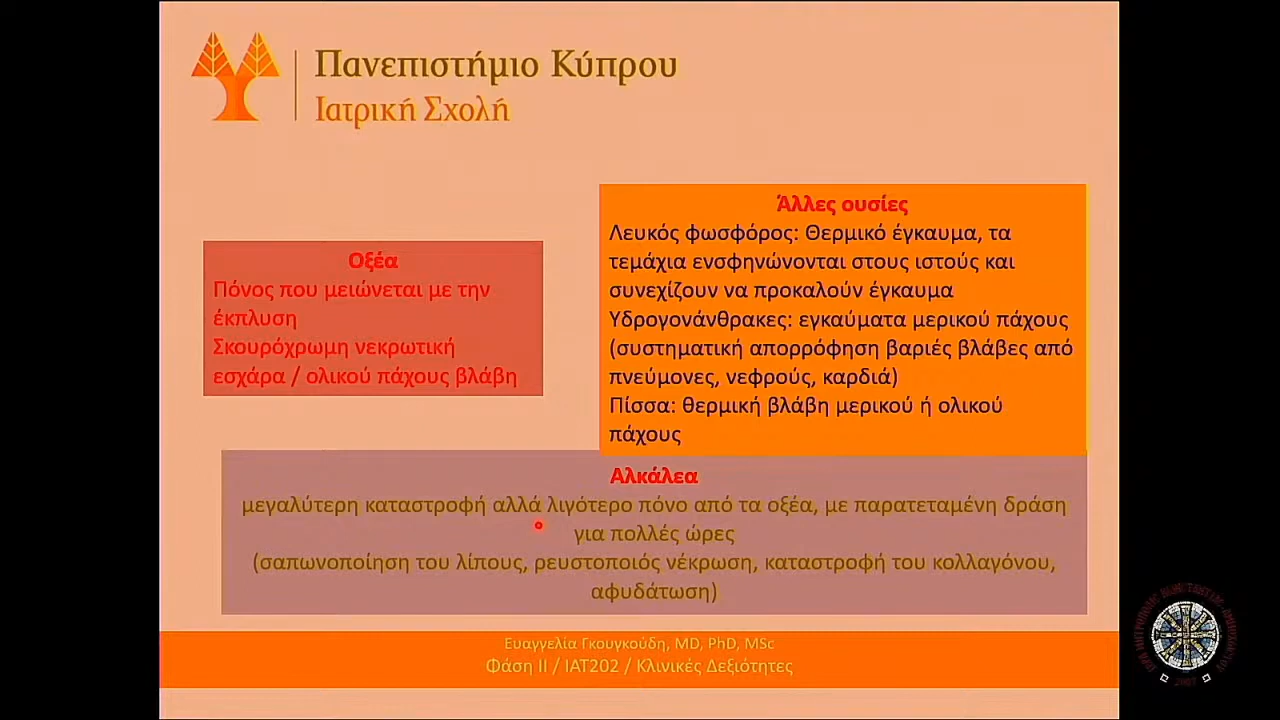 Πανεπιστήμιο Κύπρου
Ιατρική Σχολή
Οξέα
Πόνος που μειώνεται με την
έκπλυση
Σκουρόχρωμη νεκρωτική
εσχάρα / ολικού πάχους βλάβη
Άλλες ουσίες
Λευκός φωσφόρος: Θερμικό έγκαυμα, τα
τεμάχια ενσφηνώνονται στους ιστούς και
συνεχίζουν να προκαλούν έγκαυμα
Υδρογονάνθρακες: εγκαύματα μερικού πάχους
(συστηματική απορρόφηση βαριές βλάβες από
πνεύμονες, νεφρούς, καρδιά)
Πίσσα: θερμική βλάβη μερικού ή ολικού
πάχους
Αλκάλεα
μεγαλύτερη καταστροφή αλλά λιγότερο πόνο από τα οξέα, με παρατεταμένη δράση
για πολλές ώρες
(σαπωνοποίηση του λίπους, ρευστοποιός νέκρωση, καταστροφή του κολλαγόνου,
αφυδάτωση)
Ευαγγελία Γκουγκούδη, MD, PhD, MSc
Φάση ΙΙ / ΙΑΤ202 / Κλινικές Δεξιότητες
2007